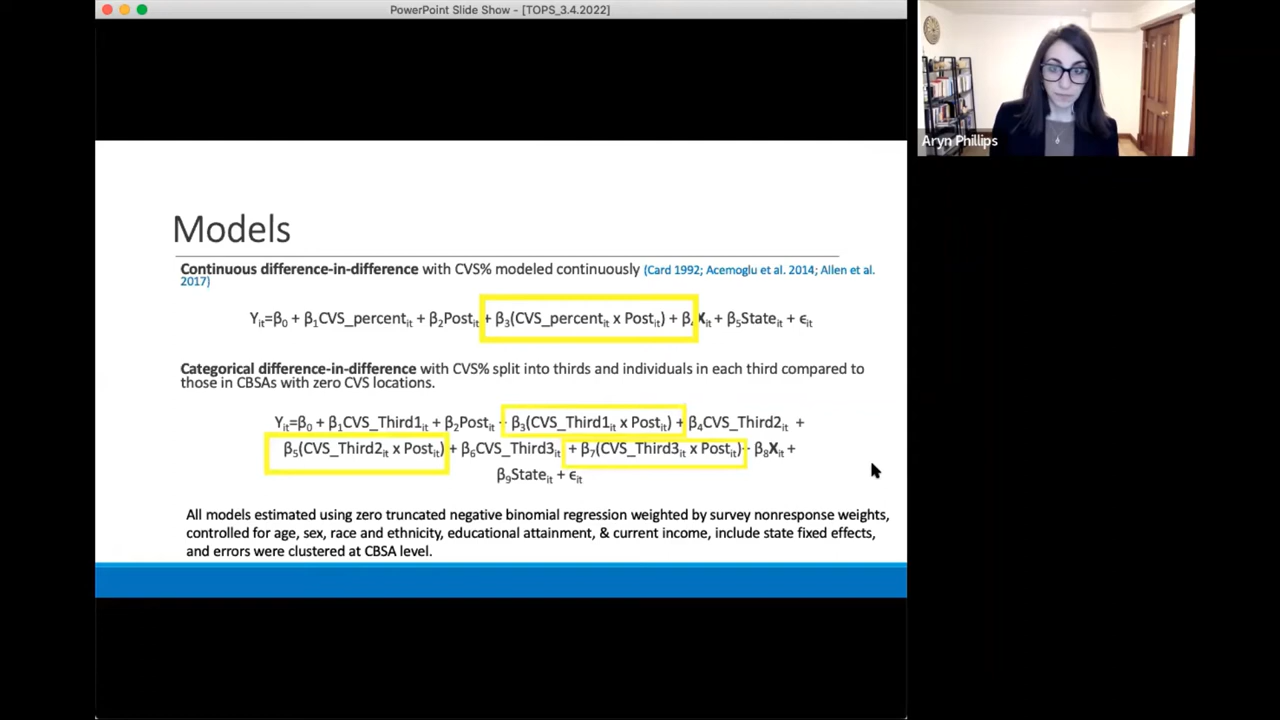 PowerPoint Slide Show - [TOPS_3.4.2022]
Aryn Phillips
Models
Continuous difference-in-difference with CVS% modeled continuously (Card 1992; Acemoglu et al. 2014; Allen et al.
2017)
Yit=β0 + β1CVS_percentit + β2Postit + β3(CVS_percentit x Postit) + β Xit + β5Stateit + ϵit
Categorical difference-in-difference with CVS% split into thirds and individuals in each third compared to
those in CBSAs with zero CVS locations.
Yit=β0 + β1CVS_Third1it + β2Postit + β3(CVS_Third1it x Postit) + β4CVS_Third2it +
β5(CVS_Third2it x Postit) + β6CVS_Third3it + β7(CVS_Third3it x Postit)+ β8Xit +
β9Stateit + ϵit
All models estimated using zero truncated negative binomial regression weighted by survey nonresponse weights,
controlled for age, sex, race and ethnicity, educational attainment, & current income, include state fixed effects,
and errors were clustered at CBSA level.